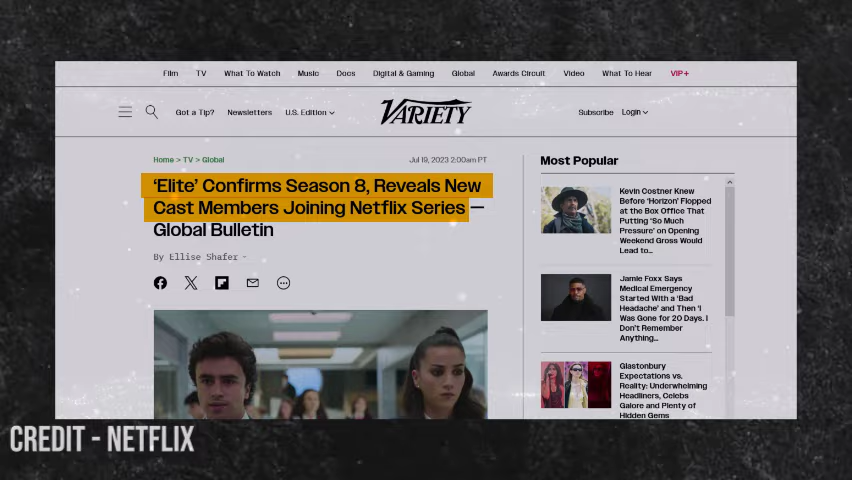 Film TV What To Watch Music Docs Digital & Gaming Global Awards Circuit Video What To Hear VIP+
Got a Tip? Newsletters U.S. Edition VARIETY Subscribe Login
Home > TV > Global Jul 19, 2023 2:00am PT
‘Elite’ Confirms Season 8, Reveals New
Cast Members Joining Netflix Series —
Global Bulletin
By Ellise Shafer -
Most Popular
Kevin Costner Knew
Before ‘Horizon’ Flopped
at the Box Office That
Putting ‘So Much
Pressure’ on Opening
Weekend Gross Would
Lead to...
Jamie Foxx Says
Medical Emergency
Started With a ‘Bad
Headache’ and Then ‘I
Was Gone for 20 Days. I
Don’t Remember
Anything...
Glastonbury
Expectations vs.
Reality: Underwhelming
Headliners, Celebs
Galore and Plenty of
Hidden Gems
CREDIT - NETFLIX